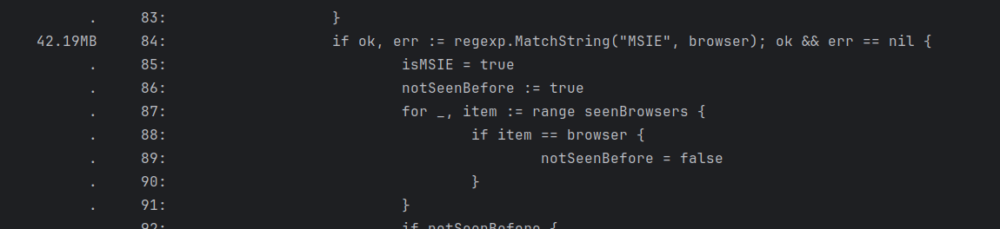 . 83: }
42.19MB 84: if ok, err := regexp.MatchString("MSIE", browser); ok && err == nil {
. 85: isMSIE = true
. 86: notSeenBefore := true
. 87: for _, item := range seenBrowsers {
. 88: if item == browser {
. 89: notSeenBefore = false
. 90: }
. 91: }
92: if notSeenBefore {